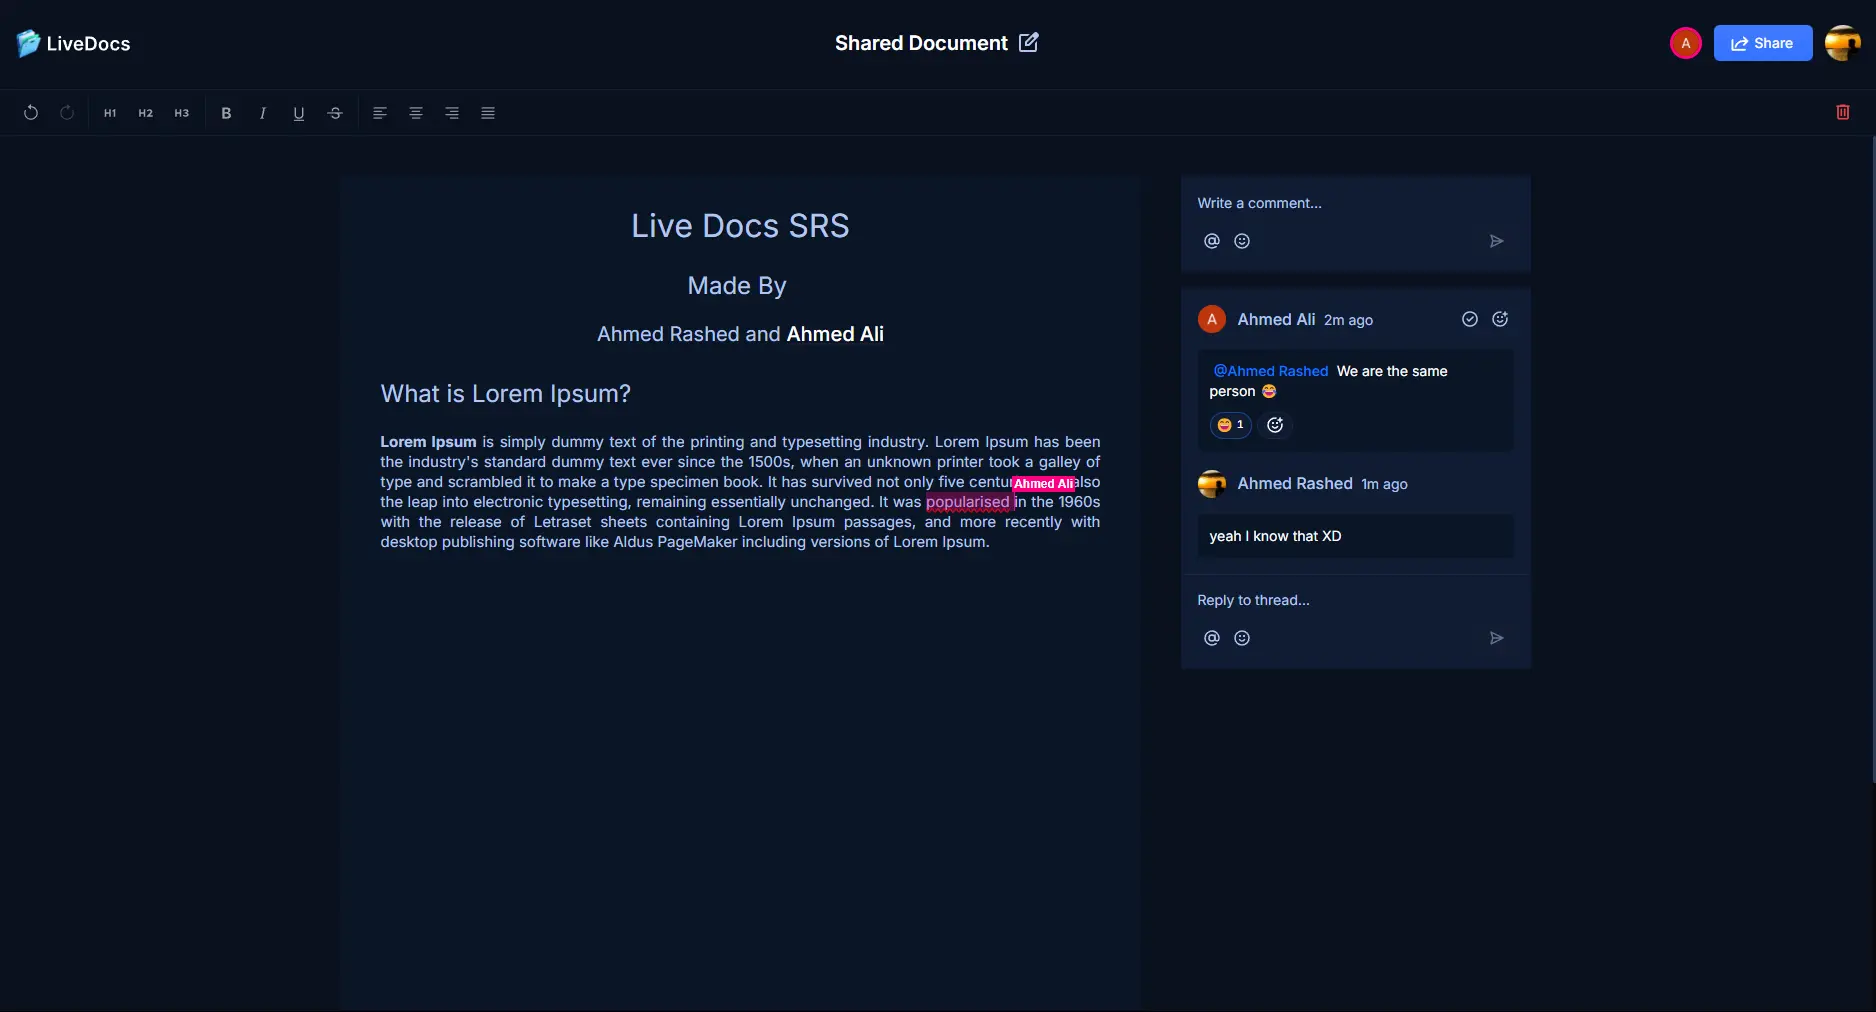 LiveDocs
Shared Document
A
Share
H1 H2 H3 B I U S
Live Docs SRS
Made By
Ahmed Rashed and Ahmed Ali
What is Lorem Ipsum?
Lorem Ipsum is simply dummy text of the printing and typesetting industry. Lorem Ipsum has been
the industry's standard dummy text ever since the 1500s, when an unknown printer took a galley of
type and scrambled it to make a type specimen book. It has survived not only five centur Ahmed Ali also
the leap into electronic typesetting, remaining essentially unchanged. It was popularised in the 1960s
with the release of Letraset sheets containing Lorem Ipsum passages, and more recently with
desktop publishing software like Aldus PageMaker including versions of Lorem Ipsum.
Write a comment...
A Ahmed Ali 2m ago
@Ahmed Rashed We are the same
person 😂
😂 1
Ahmed Rashed 1m ago
yeah I know that XD
Reply to thread...